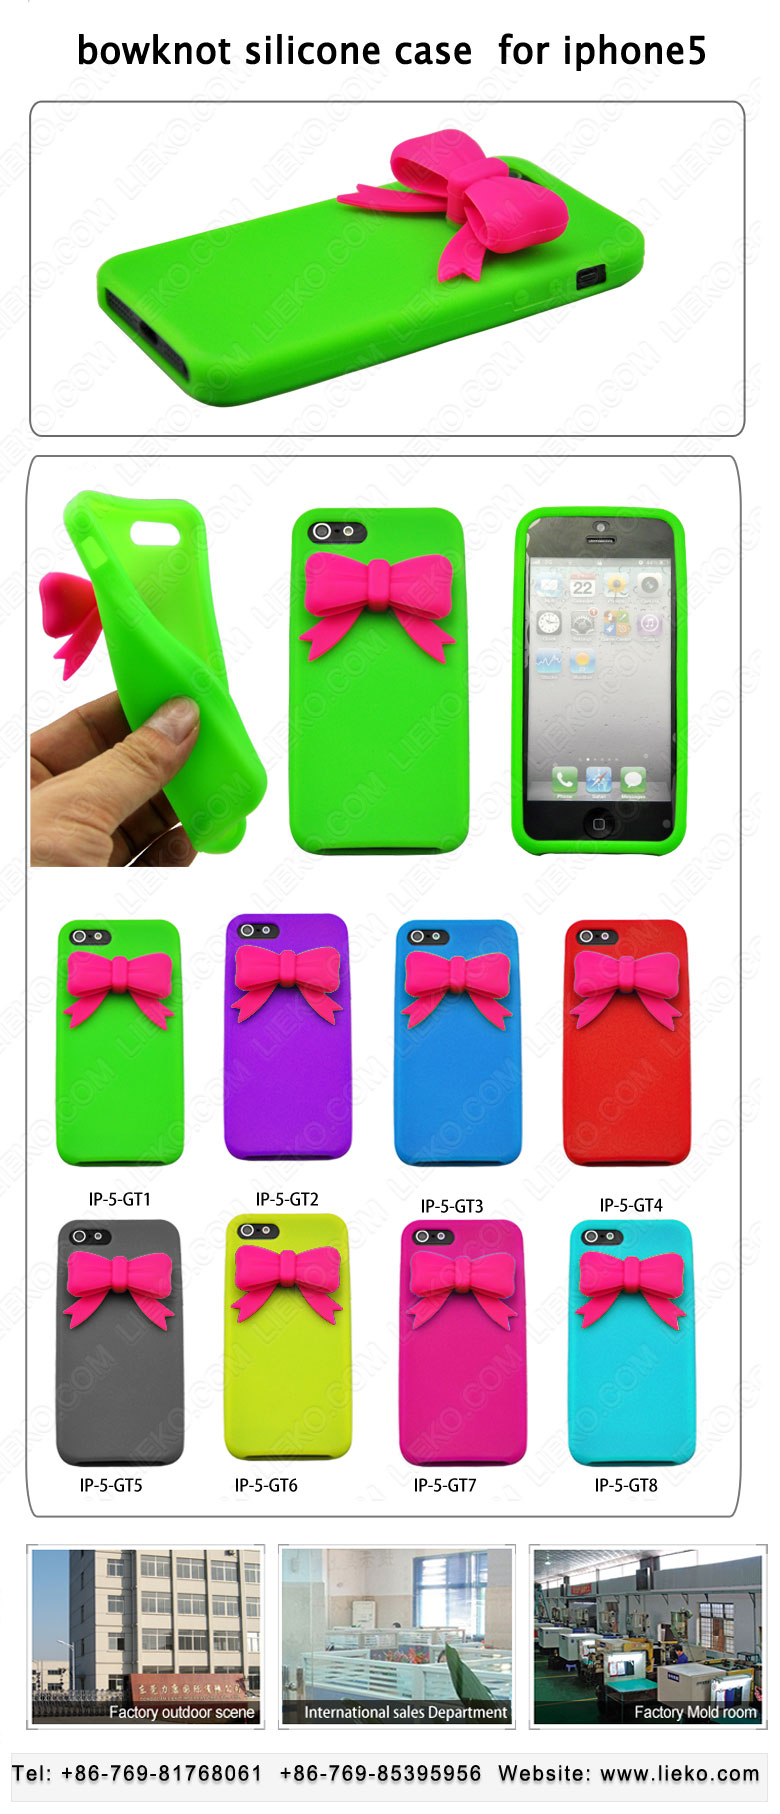 bowknot silicone case for iphone5
LIEKO.COM
22
IP-5-GT1
IP-5-GT2
IP-5-GT3
IP-5-GT4
IP-5-GT5
IP-5-GT6
IP-5-GT7
IP-5-GT8
Factory outdoor scene
International sales Department
Factory Mold room
Tel: +86-769-81768061 +86-769-85395956 Website: www.lieko.com